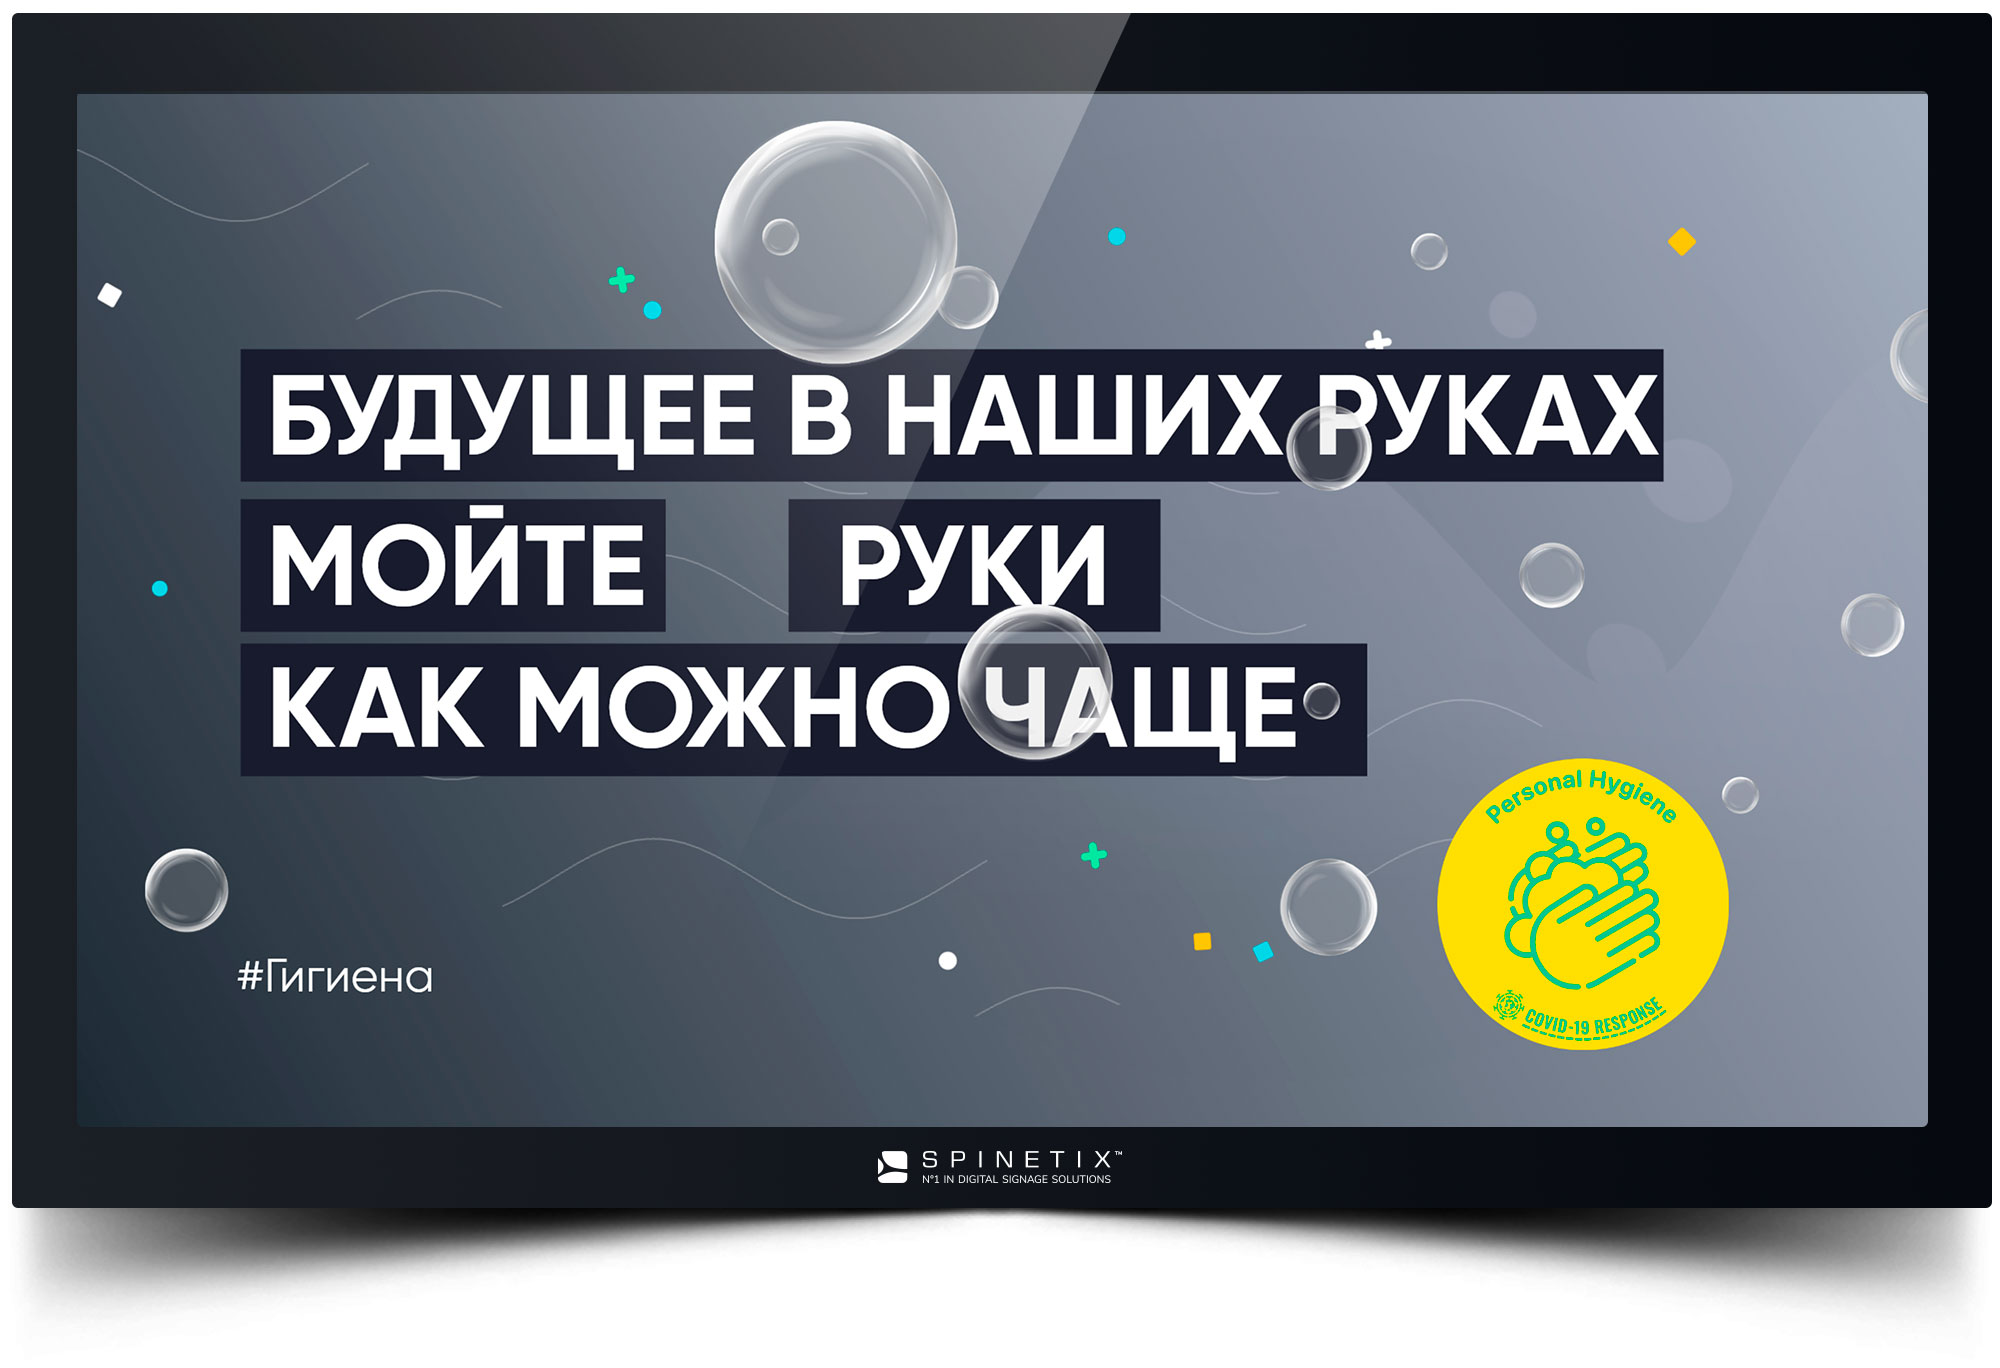 БУДУЩЕЕ В НАШИХ РУКАХ
МОЙТЕ РУКИ
КАК МОЖНО ЧАЩЕ
Personal Hygiene
COVID-19 RESPONSE
#Гигиена
SPINETIX™
N°1 IN DIGITAL SIGNAGE SOLUTIONS